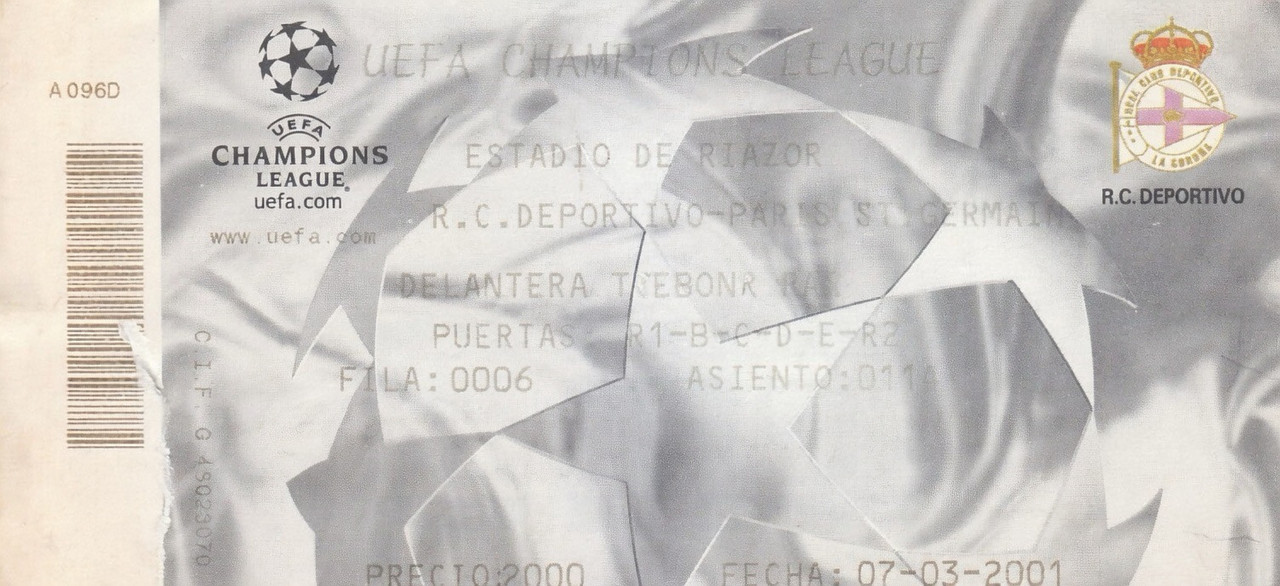 A096D
UEFA CHAMPIONS LEAGUE
UEFA
CHAMPIONS
LEAGUE
uefa.com
www.uefa.com
REAL CLUB DEPORTIVO
LA CORUÑA
R.C. DEPORTIVO
ESTADIO DE RIAZOR
R.C.DEPORTIVO-PARIS ST.GERMAIN
DELANTERA
PUERTAS R1-B-C-D-E-R2
FILA:0006 ASIENTO:011A
C.I.F. G 49023070
PRECIO:2000 FECHA: 07-03-2001